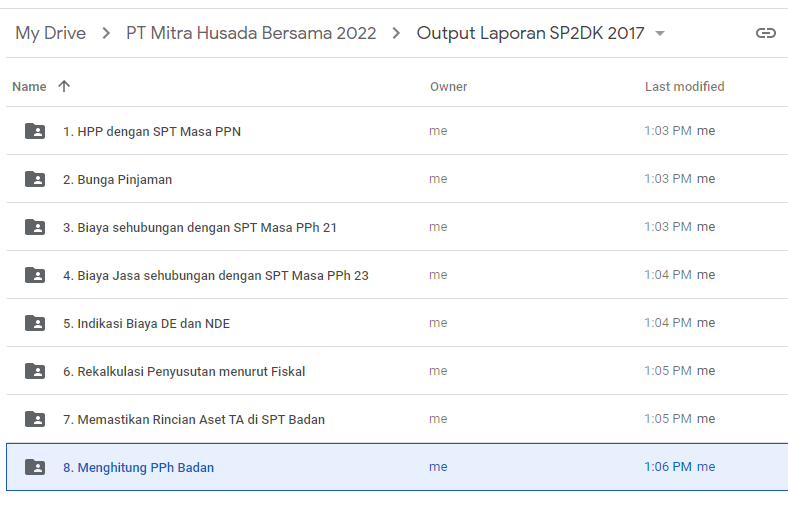 My Drive > PT Mitra Husada Bersama 2022 > Output Laporan SP2DK 2017
Name Owner Last modified
1. HPP dengan SPT Masa PPN me 1:03 PM me
2. Bunga Pinjaman me 1:03 PM me
3. Biaya sehubungan dengan SPT Masa PPh 21 me 1:03 PM me
4. Biaya Jasa sehubungan dengan SPT Masa PPh 23 me 1:04 PM me
5. Indikasi Biaya DE dan NDE me 1:04 PM me
6. Rekalkulasi Penyusutan menurut Fiskal me 1:05 PM me
7. Memastikan Rincian Aset TA di SPT Badan me 1:05 PM me
8. Menghitung PPh Badan me 1:06 PM me